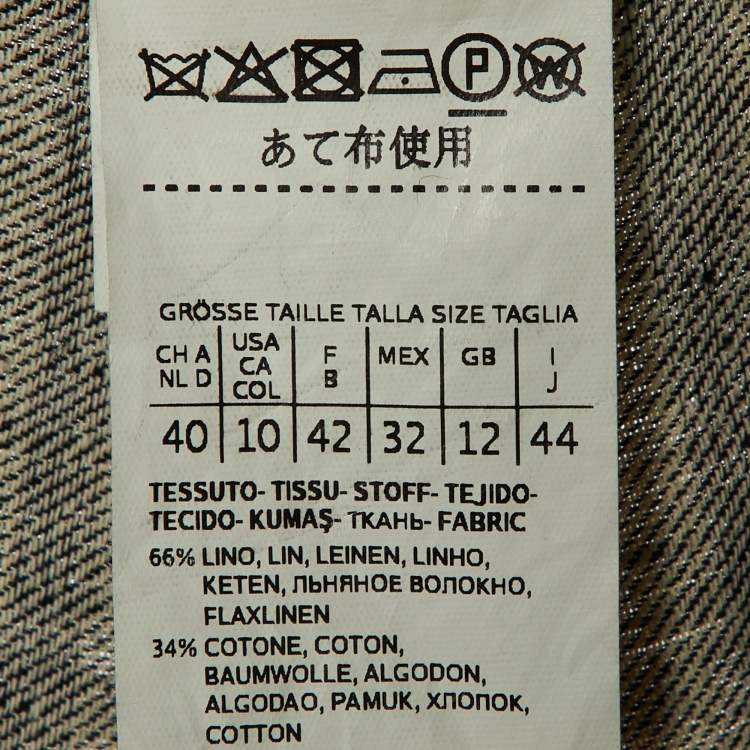 P W
あて布使用
GRÖSSE TAILLE TALLA SIZE TAGLIA
CH A NL D USA CA COL F B MEX GB I J
40 10 42 32 12 44
TESSUTO- TISSU- STOFF- TEJIDO-
TECIDO- KUMAŞ- ТКАНЬ- FABRIC
66% LINO, LIN, LEINEN, LINHO,
KETEN, ЛЬНЯНОЕ ВОЛОКНО,
FLAXLINEN
34% COTONE, COTON,
BAUMWOLLE, ALGODON,
ALGODAO, PAMUK, ХЛОПОК,
COTTON